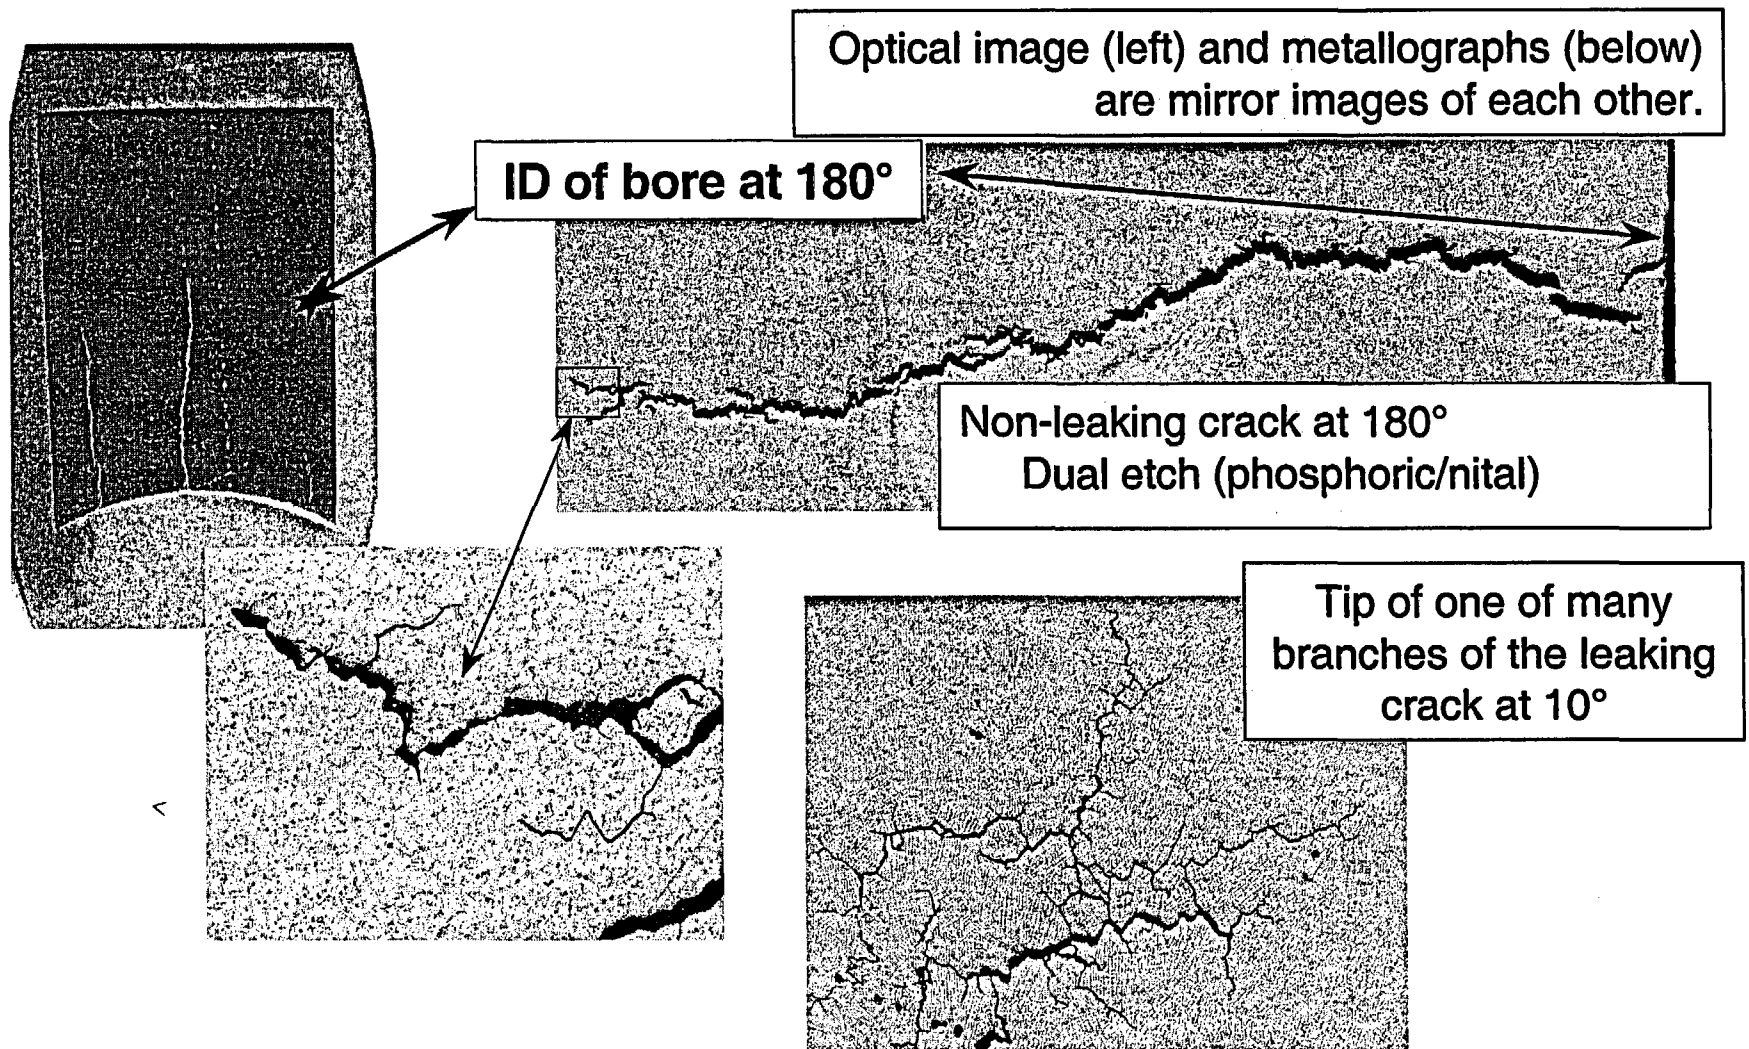 Optical image (left) and metallographs (below)
are mirror images of each other.
ID of bore at 180°
Non-leaking crack at 180°
Dual etch (phosphoric/nital)
Tip of one of many
branches of the leaking
crack at 10°